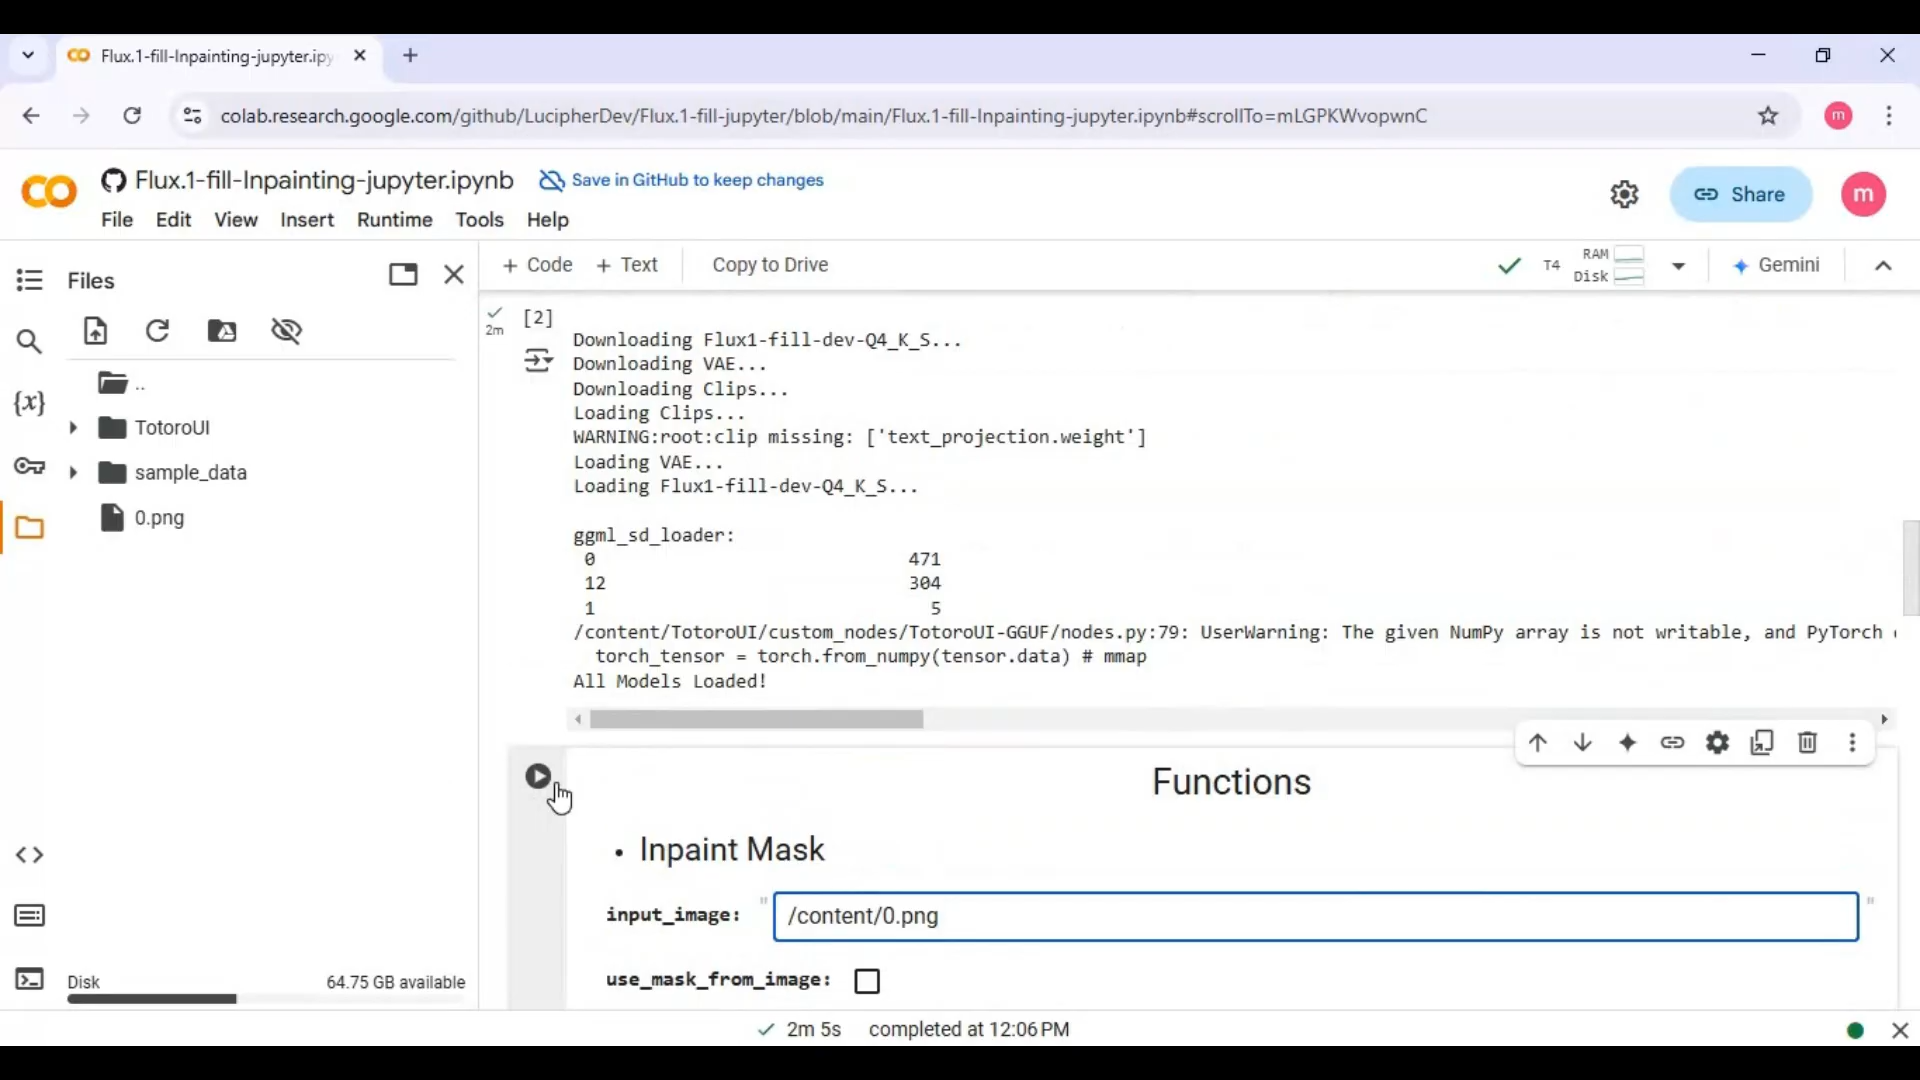 Flux.1-fill-Inpainting-jupyter.ipy
colab.research.google.com/github/LucipherDev/Flux.1-fill-jupyter/blob/main/Flux.1-fill-Inpainting-jupyter.ipynb#scrollTo=mLGPKWvopwnC
m
CO
Flux.1-fill-Inpainting-jupyter.ipynb
Save in GitHub to keep changes
File Edit View Insert Runtime Tools Help
Share
m
Files
+ Code + Text Copy to Drive
T4 RAM
Disk
Gemini
..
TotoroUI
sample_data
0.png
{x}
Disk 64.75 GB available
2m
[2]
Downloading Flux1-fill-dev-Q4_K_S...
Downloading VAE...
Downloading Clips...
Loading Clips...
WARNING:root:clip missing: ['text_projection.weight']
Loading VAE...
Loading Flux1-fill-dev-Q4_K_S...
ggml_sd_loader:
0 471
12 304
1 5
/content/TotoroUI/custom_nodes/TotoroUI-GGUF/nodes.py:79: UserWarning: The given NumPy array is not writable, and PyTorch
torch_tensor = torch.from_numpy(tensor.data) # mmap
All Models Loaded!
Functions
• Inpaint Mask
input_image: " /content/0.png "
use_mask_from_image:
2m 5s completed at 12:06 PM